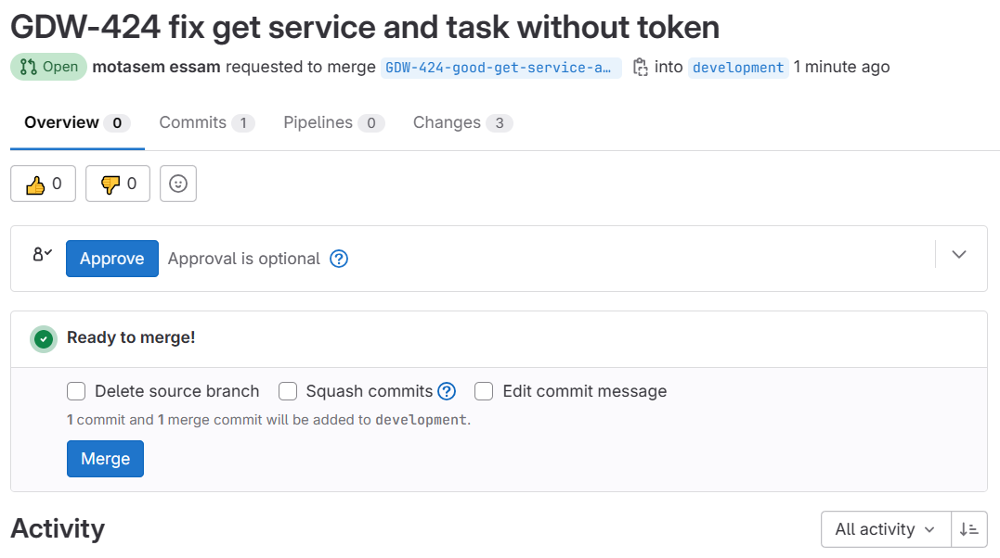 GDW-424 fix get service and task without token
Open motasem essam requested to merge GDW-424-good-get-service-a… into development 1 minute ago
Overview 0 Commits 1 Pipelines 0 Changes 3
0 0
Approve Approval is optional
Ready to merge!
Delete source branch Squash commits Edit commit message
1 commit and 1 merge commit will be added to development.
Merge
Activity All activity